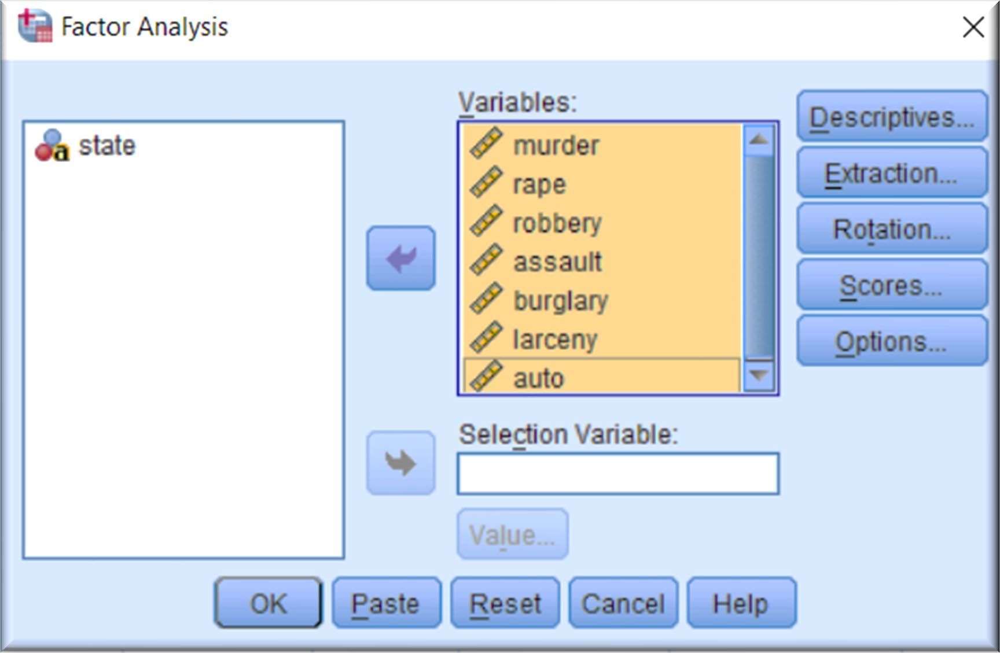 Factor Analysis
state
Variables:
murder
rape
robbery
assault
burglary
larceny
auto
Selection Variable:
Value...
Descriptives...
Extraction...
Rotation...
Scores...
Options...
OK
Paste
Reset
Cancel
Help